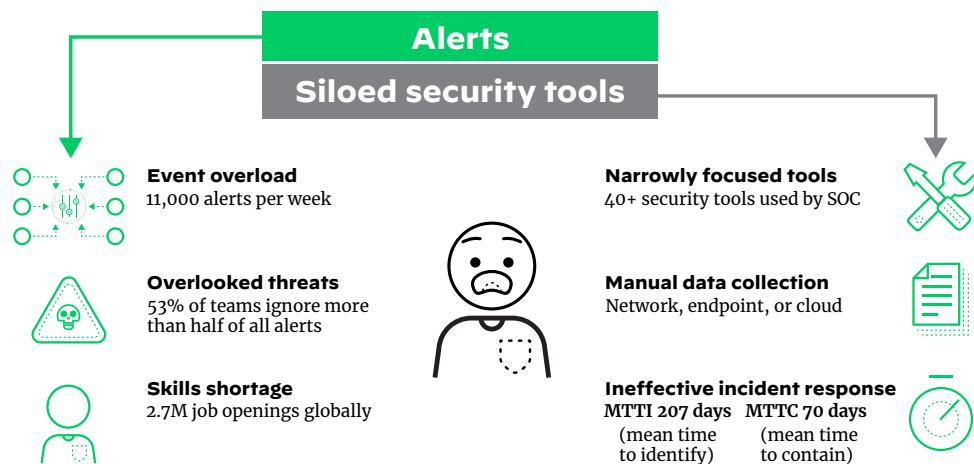 Alerts
Siloed security tools
Event overload
11,000 alerts per week
Overlooked threats
53% of teams ignore more
than half of all alerts
Skills shortage
2.7M job openings globally
Narrowly focused tools
40+ security tools used by SOC
Manual data collection
Network, endpoint, or cloud
Ineffective incident response
MTTI 207 days MTTC 70 days
(mean time (mean time
to identify) to contain)